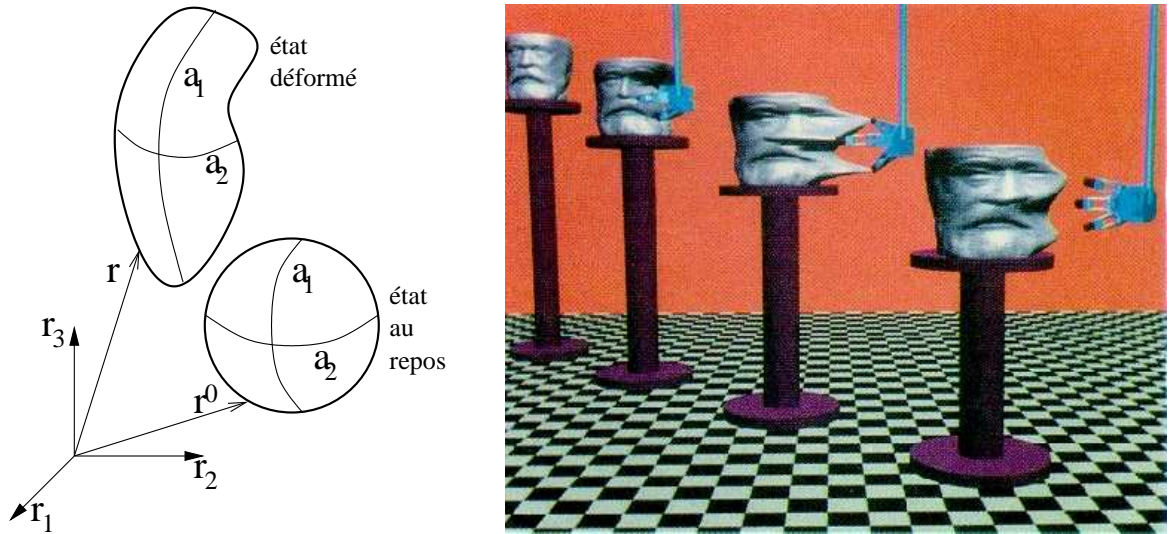 état
déformé
a₁
a₂
r
a₁
état
au
repos
a₂
r₃
r⁰
r₂
r₁